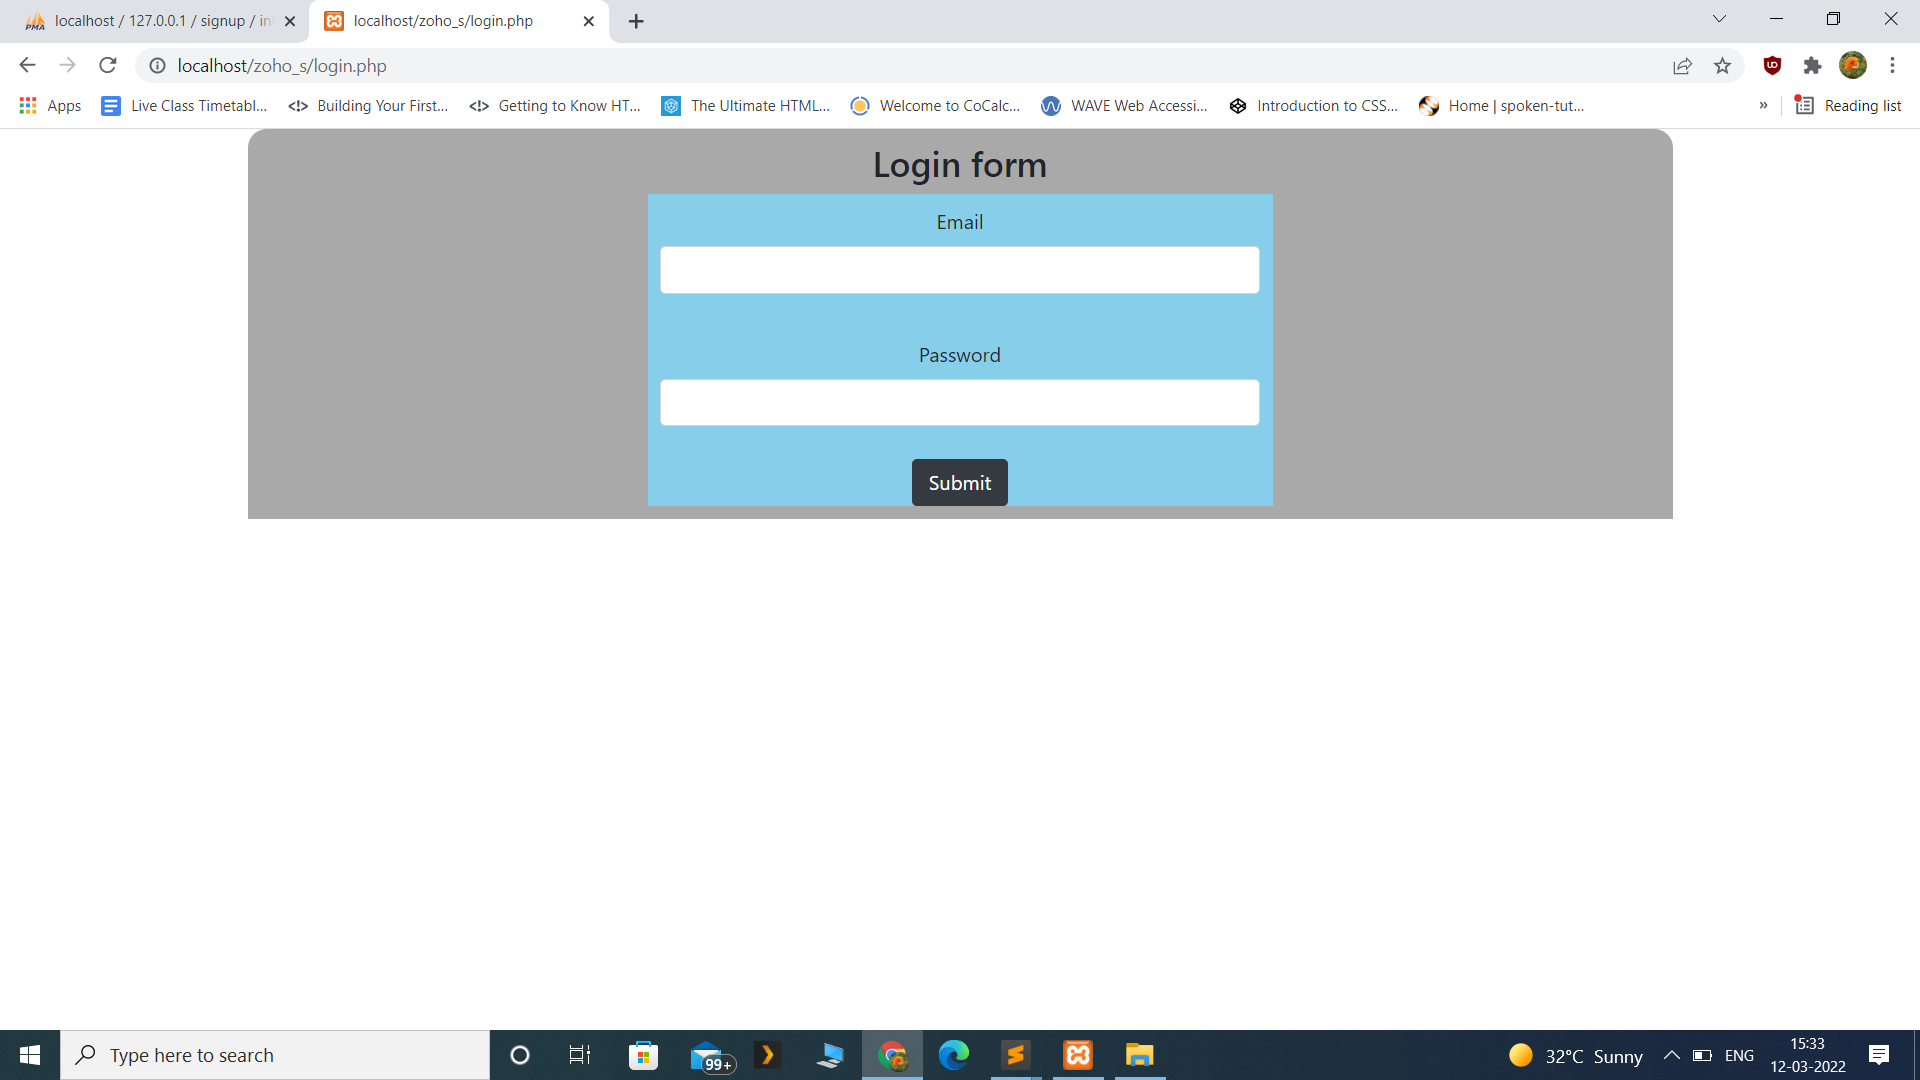 PMA
localhost / 127.0.0.1 / signup / in
localhost/zoho_s/login.php
localhost/zoho_s/login.php
Apps
Live Class Timetabl...
Building Your First...
Getting to Know HT...
The Ultimate HTML...
Welcome to CoCalc...
WAVE Web Accessi...
Introduction to CSS...
Home | spoken-tut...
»
Reading list
Login form
Email
Password
Submit
Type here to search
99+
32°C Sunny
ENG
15:33
12-03-2022